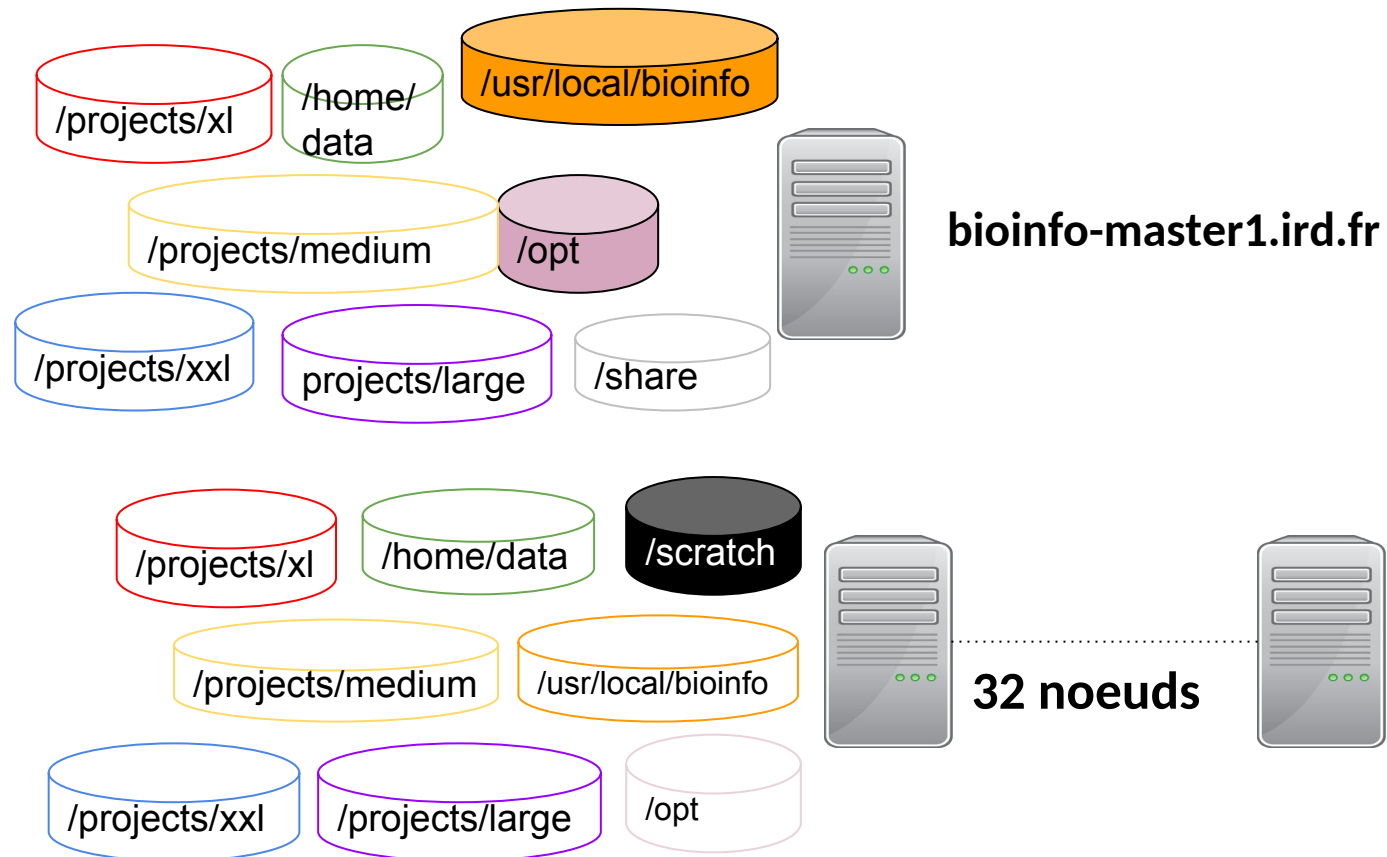 /projects/xl
/home/
data
/usr/local/bioinfo
/projects/medium
/opt
/projects/xxl
projects/large
/share
bioinfo-master1.ird.fr
/projects/xl
/home/data
/scratch
/projects/medium
/usr/local/bioinfo
/projects/xxl
/projects/large
/opt
32 noeuds